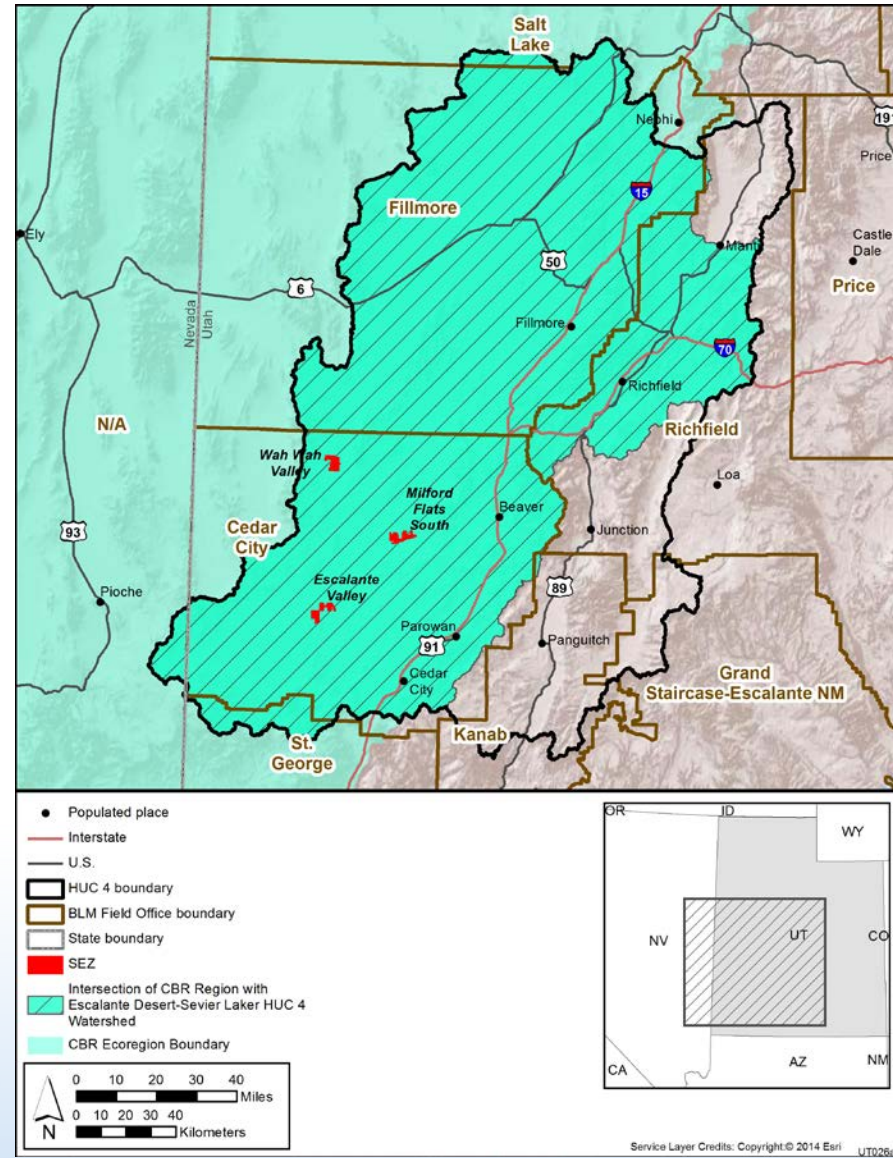 Salt
Lake
191
Nephi
Price
15
Fillmore
Ely
Manti
Castle
Dale
50
Price
6
Nevada
Utah
Fillmore
70
Richfield
N/A
Richfield
Wah Wah
Valley
Loa
Milford
Flats
South
Beaver
Cedar
City
Junction
93
Escalante
Valley
89
Pioche
Parowan
91
Panguitch
Cedar
City
Grand
Staircase-Escalante NM
Kanab
St.
George
Populated place
Interstate
U.S.
HUC 4 boundary
BLM Field Office boundary
State boundary
SEZ
Intersection of CBR Region with
Escalante Desert-Sevier Laker HUC 4
Watershed
CBR Ecoregion Boundary
0 10 20 30 40
Miles
0 10 20 30 40
Kilometers
N
OR
ID
WY
NV
UT
CO
CA
AZ
NM
Service Layer Credits: Copyright:© 2014 Esri